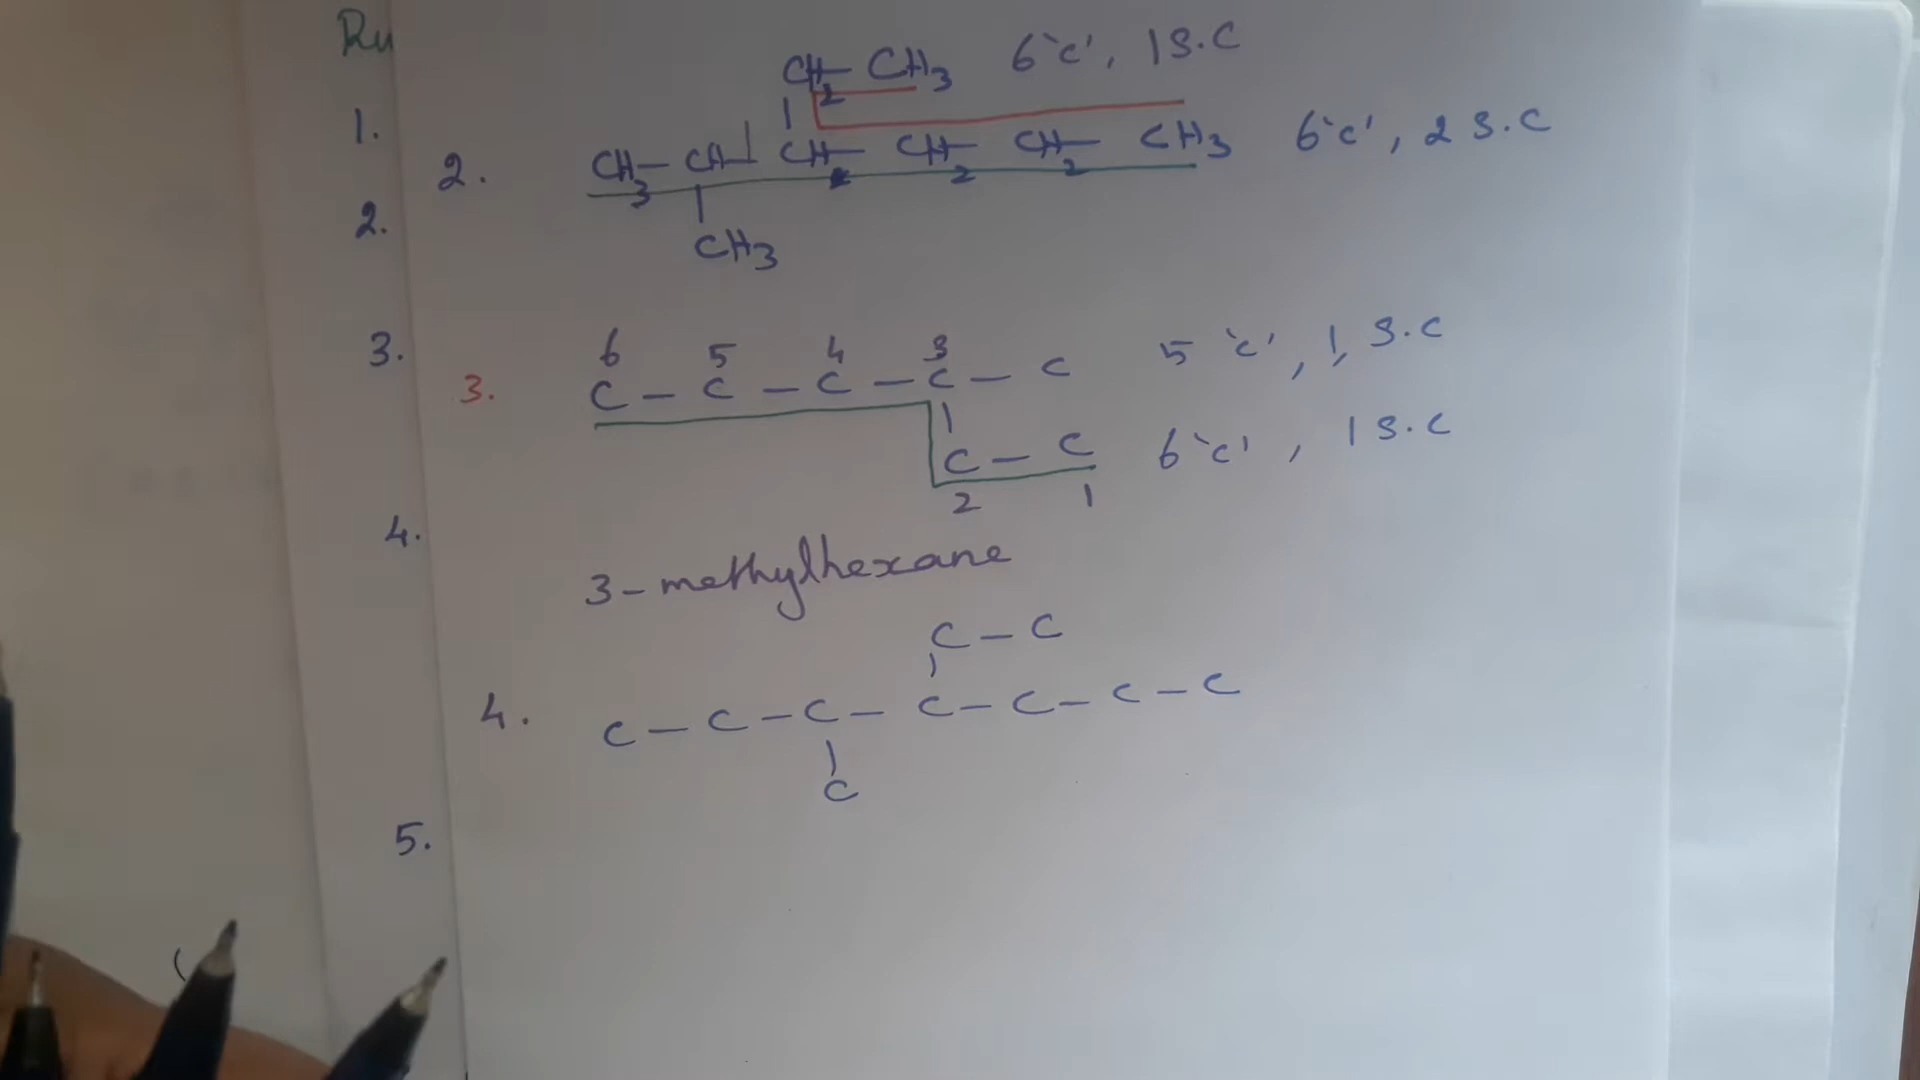 Ru
1.
2.
3.
4.
5.
CH2 - CH3 6 'c', 1 S.C
2. CH3 - CH - CH - CH2 - CH2 - CH3 6 'c', 2 S.C
CH3
6 5 4 3
3. C - C - C - C - C 5 'c', 1, S.C
C - C 6 'c', 1 S.C
2 1
3-methylhexane
C - C
4. C - C - C - C - C - C - C
C